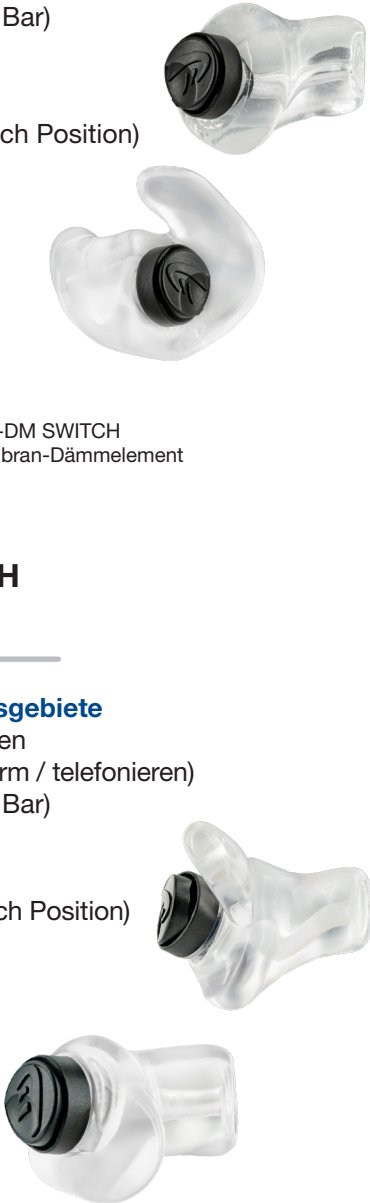 Bar)
ch Position)
-DM SWITCH
bran-Dämmelement
H
sgebiete
en
rm / telefonieren)
Bar)
ch Position)